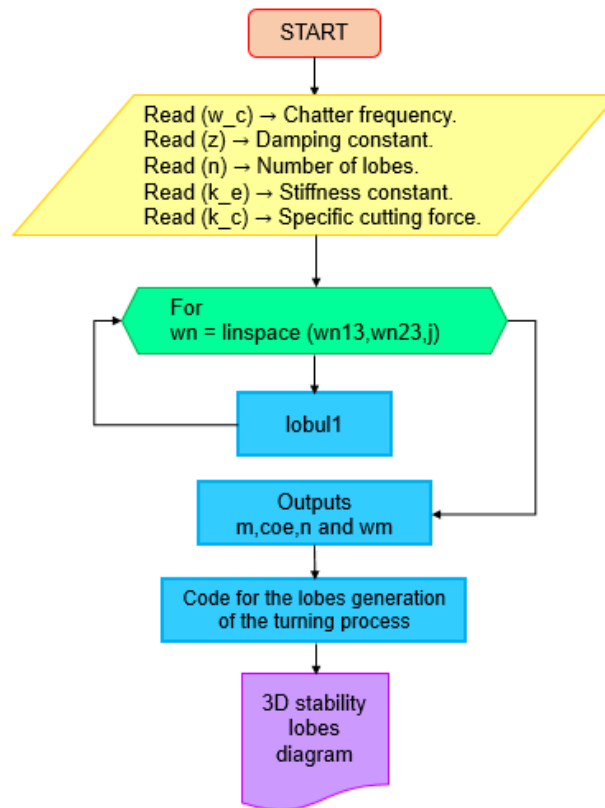 START
Read (w_c) → Chatter frequency.
Read (z) → Damping constant.
Read (n) → Number of lobes.
Read (k_e) → Stiffness constant.
Read (k_c) → Specific cutting force.
For
wn = linspace (wn13,wn23,j)
lobul1
Outputs
m,coe,n and wm
Code for the lobes generation
of the turning process
3D stability
lobes
diagram